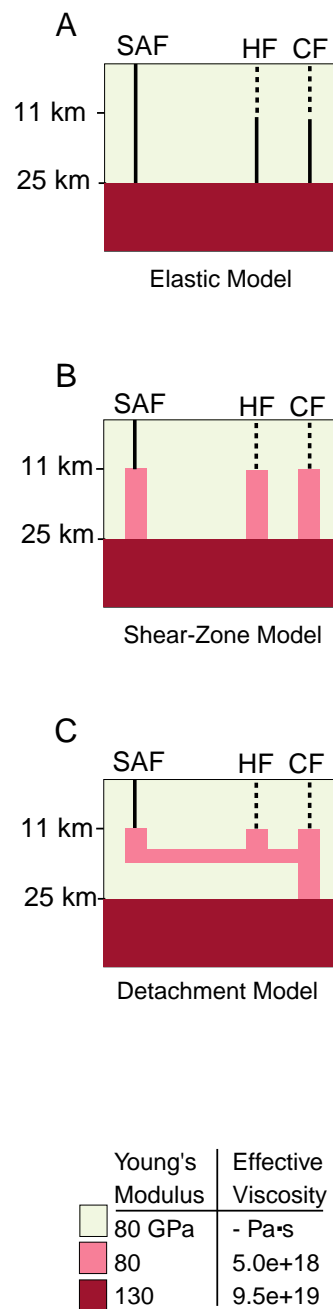 A
SAF HF CF
11 km
25 km
Elastic Model
B
SAF HF CF
11 km
25 km
Shear-Zone Model
C
SAF HF CF
11 km
25 km
Detachment Model
Young's Effective
Modulus Viscosity
80 GPa - Pa▪s
80 5.0e+18
130 9.5e+19